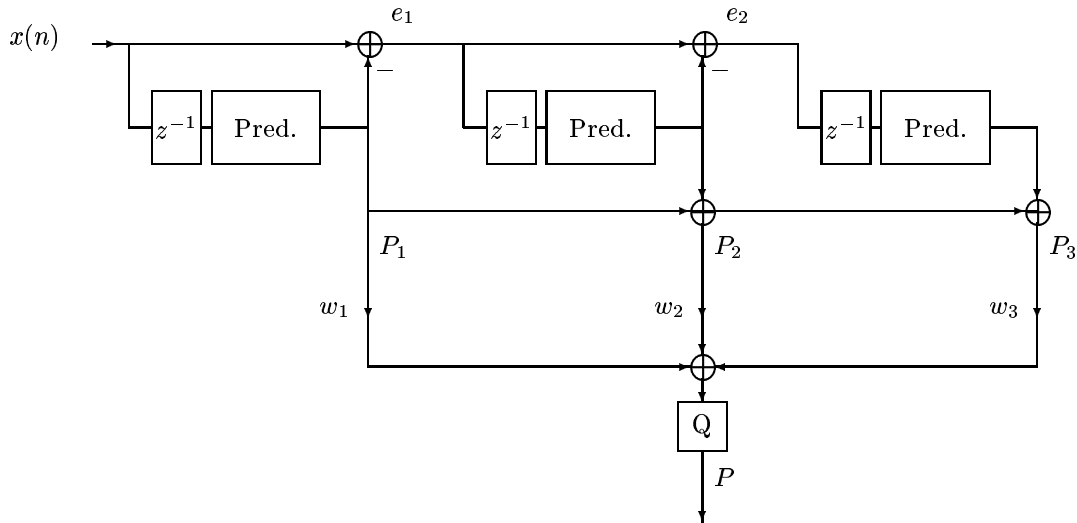 e₁ e₂
x(n)
− −
z⁻¹ Pred. z⁻¹ Pred. z⁻¹ Pred.
P₁ P₂ P₃
w₁ w₂ w₃
Q
P